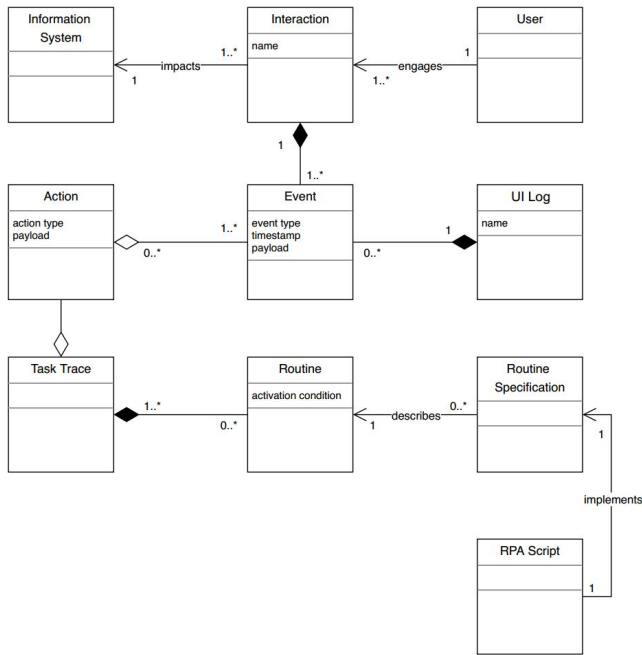 Information
System
Interaction
name
User
1..*
1
impacts
1
engages
1..*
1
1..*
Action
action type
payload
Event
event type
timestamp
payload
UI Log
name
1..*
0..*
1
0..*
Task Trace
Routine
activation condition
Routine
Specification
1..*
0..*
describes
0..*
1
1
implements
RPA Script
1